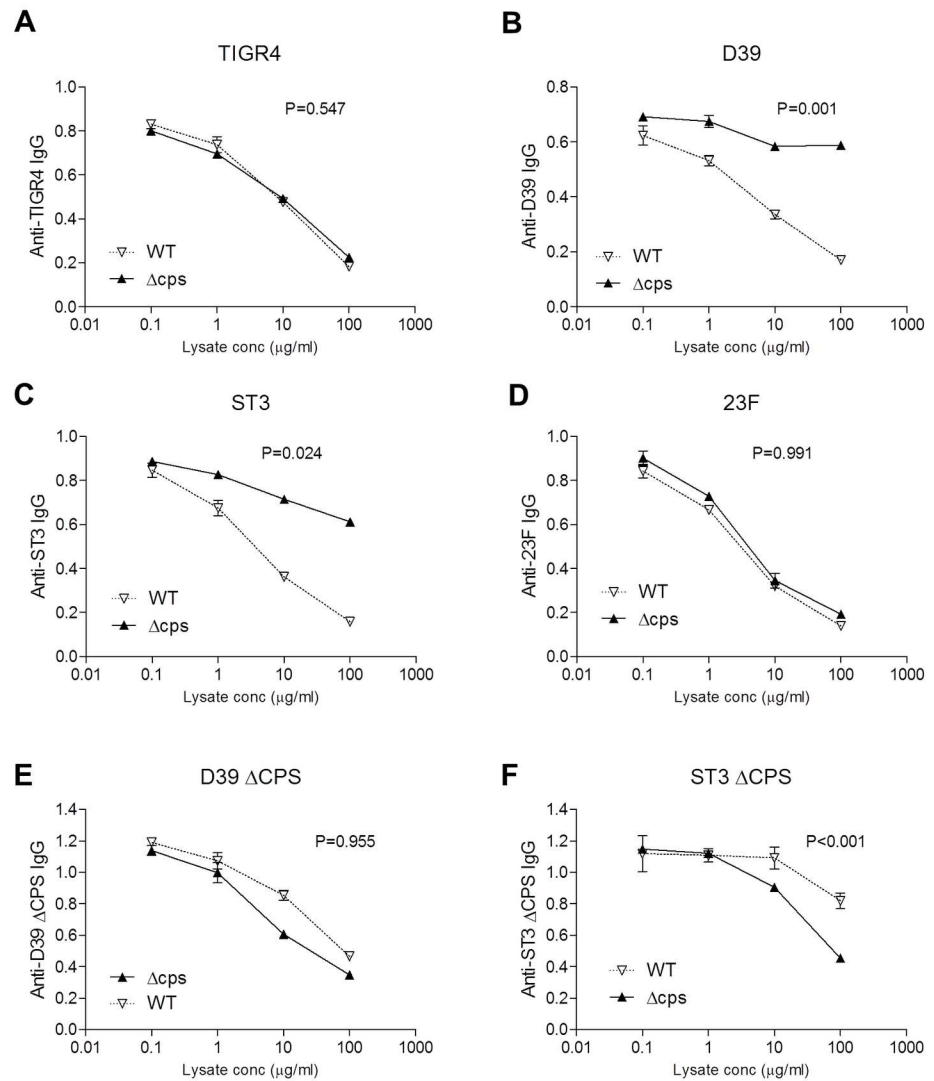 A
TIGR4
P=0.547
1.0
0.8
0.6
0.4
0.2
0.0
Anti-TIGR4 IgG
WT
Δcps
0.01 0.1 1 10 100 1000
Lysate conc (μg/ml)
B
D39
P=0.001
0.8
0.6
0.4
0.2
0.0
Anti-D39 IgG
WT
Δcps
0.01 0.1 1 10 100 1000
Lysate conc (μg/ml)
C
ST3
P=0.024
1.0
0.8
0.6
0.4
0.2
0.0
Anti-ST3 IgG
WT
Δcps
0.01 0.1 1 10 100 1000
Lysate conc (μg/ml)
D
23F
P=0.991
1.0
0.8
0.6
0.4
0.2
0.0
Anti-23F IgG
WT
Δcps
0.01 0.1 1 10 100 1000
Lysate conc (μg/ml)
E
D39 ΔCPS
P=0.955
1.4
1.2
1.0
0.8
0.6
0.4
0.2
0.0
Anti-D39 ΔCPS IgG
Δcps
WT
0.01 0.1 1 10 100 1000
Lysate conc (μg/ml)
F
ST3 ΔCPS
P<0.001
1.4
1.2
1.0
0.8
0.6
0.4
0.2
0.0
Anti-ST3 ΔCPS IgG
WT
Δcps
0.01 0.1 1 10 100 1000
Lysate conc (μg/ml)